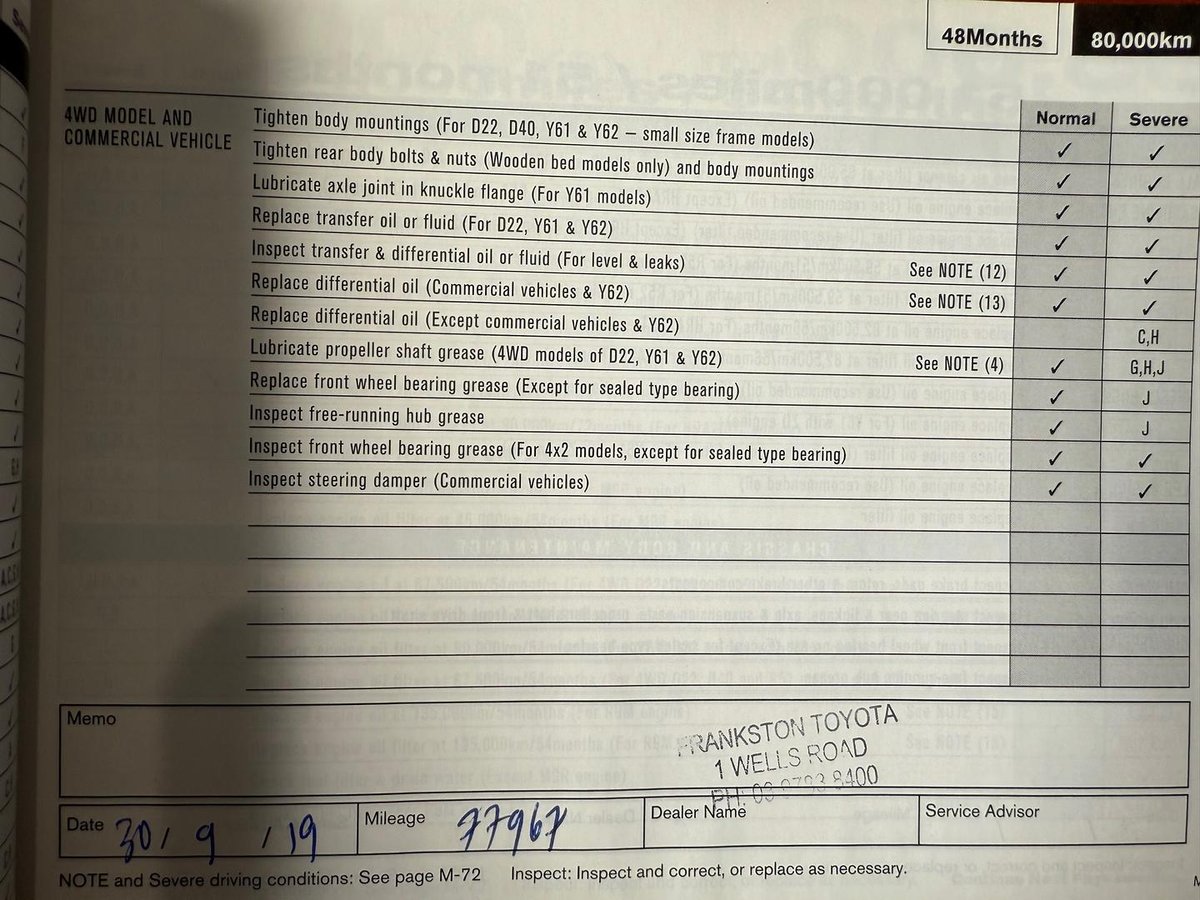 48Months 80,000km
4WD MODEL AND
COMMERCIAL VEHICLE
Normal Severe
Tighten body mountings (For D22, D40, Y61 & Y62 – small size frame models) ✓ ✓
Tighten rear body bolts & nuts (Wooden bed models only) and body mountings ✓ ✓
Lubricate axle joint in knuckle flange (For Y61 models) ✓ ✓
Replace transfer oil or fluid (For D22, Y61 & Y62) ✓ ✓
Inspect transfer & differential oil or fluid (For level & leaks) See NOTE (12) ✓ ✓
Replace differential oil (Commercial vehicles & Y62) See NOTE (13) ✓ ✓
Replace differential oil (Except commercial vehicles & Y62) C,H
Lubricate propeller shaft grease (4WD models of D22, Y61 & Y62) See NOTE (4) ✓ G,H,J
Replace front wheel bearing grease (Except for sealed type bearing) ✓ J
Inspect free-running hub grease ✓ J
Inspect front wheel bearing grease (For 4x2 models, except for sealed type bearing) ✓ ✓
Inspect steering damper (Commercial vehicles) ✓ ✓
Memo
FRANKSTON TOYOTA
1 WELLS ROAD
PH: 03 9783 8400
Date 30 / 9 / 19 Mileage 77967 Dealer Name Service Advisor
NOTE and Severe driving conditions: See page M-72 Inspect: Inspect and correct, or replace as necessary.